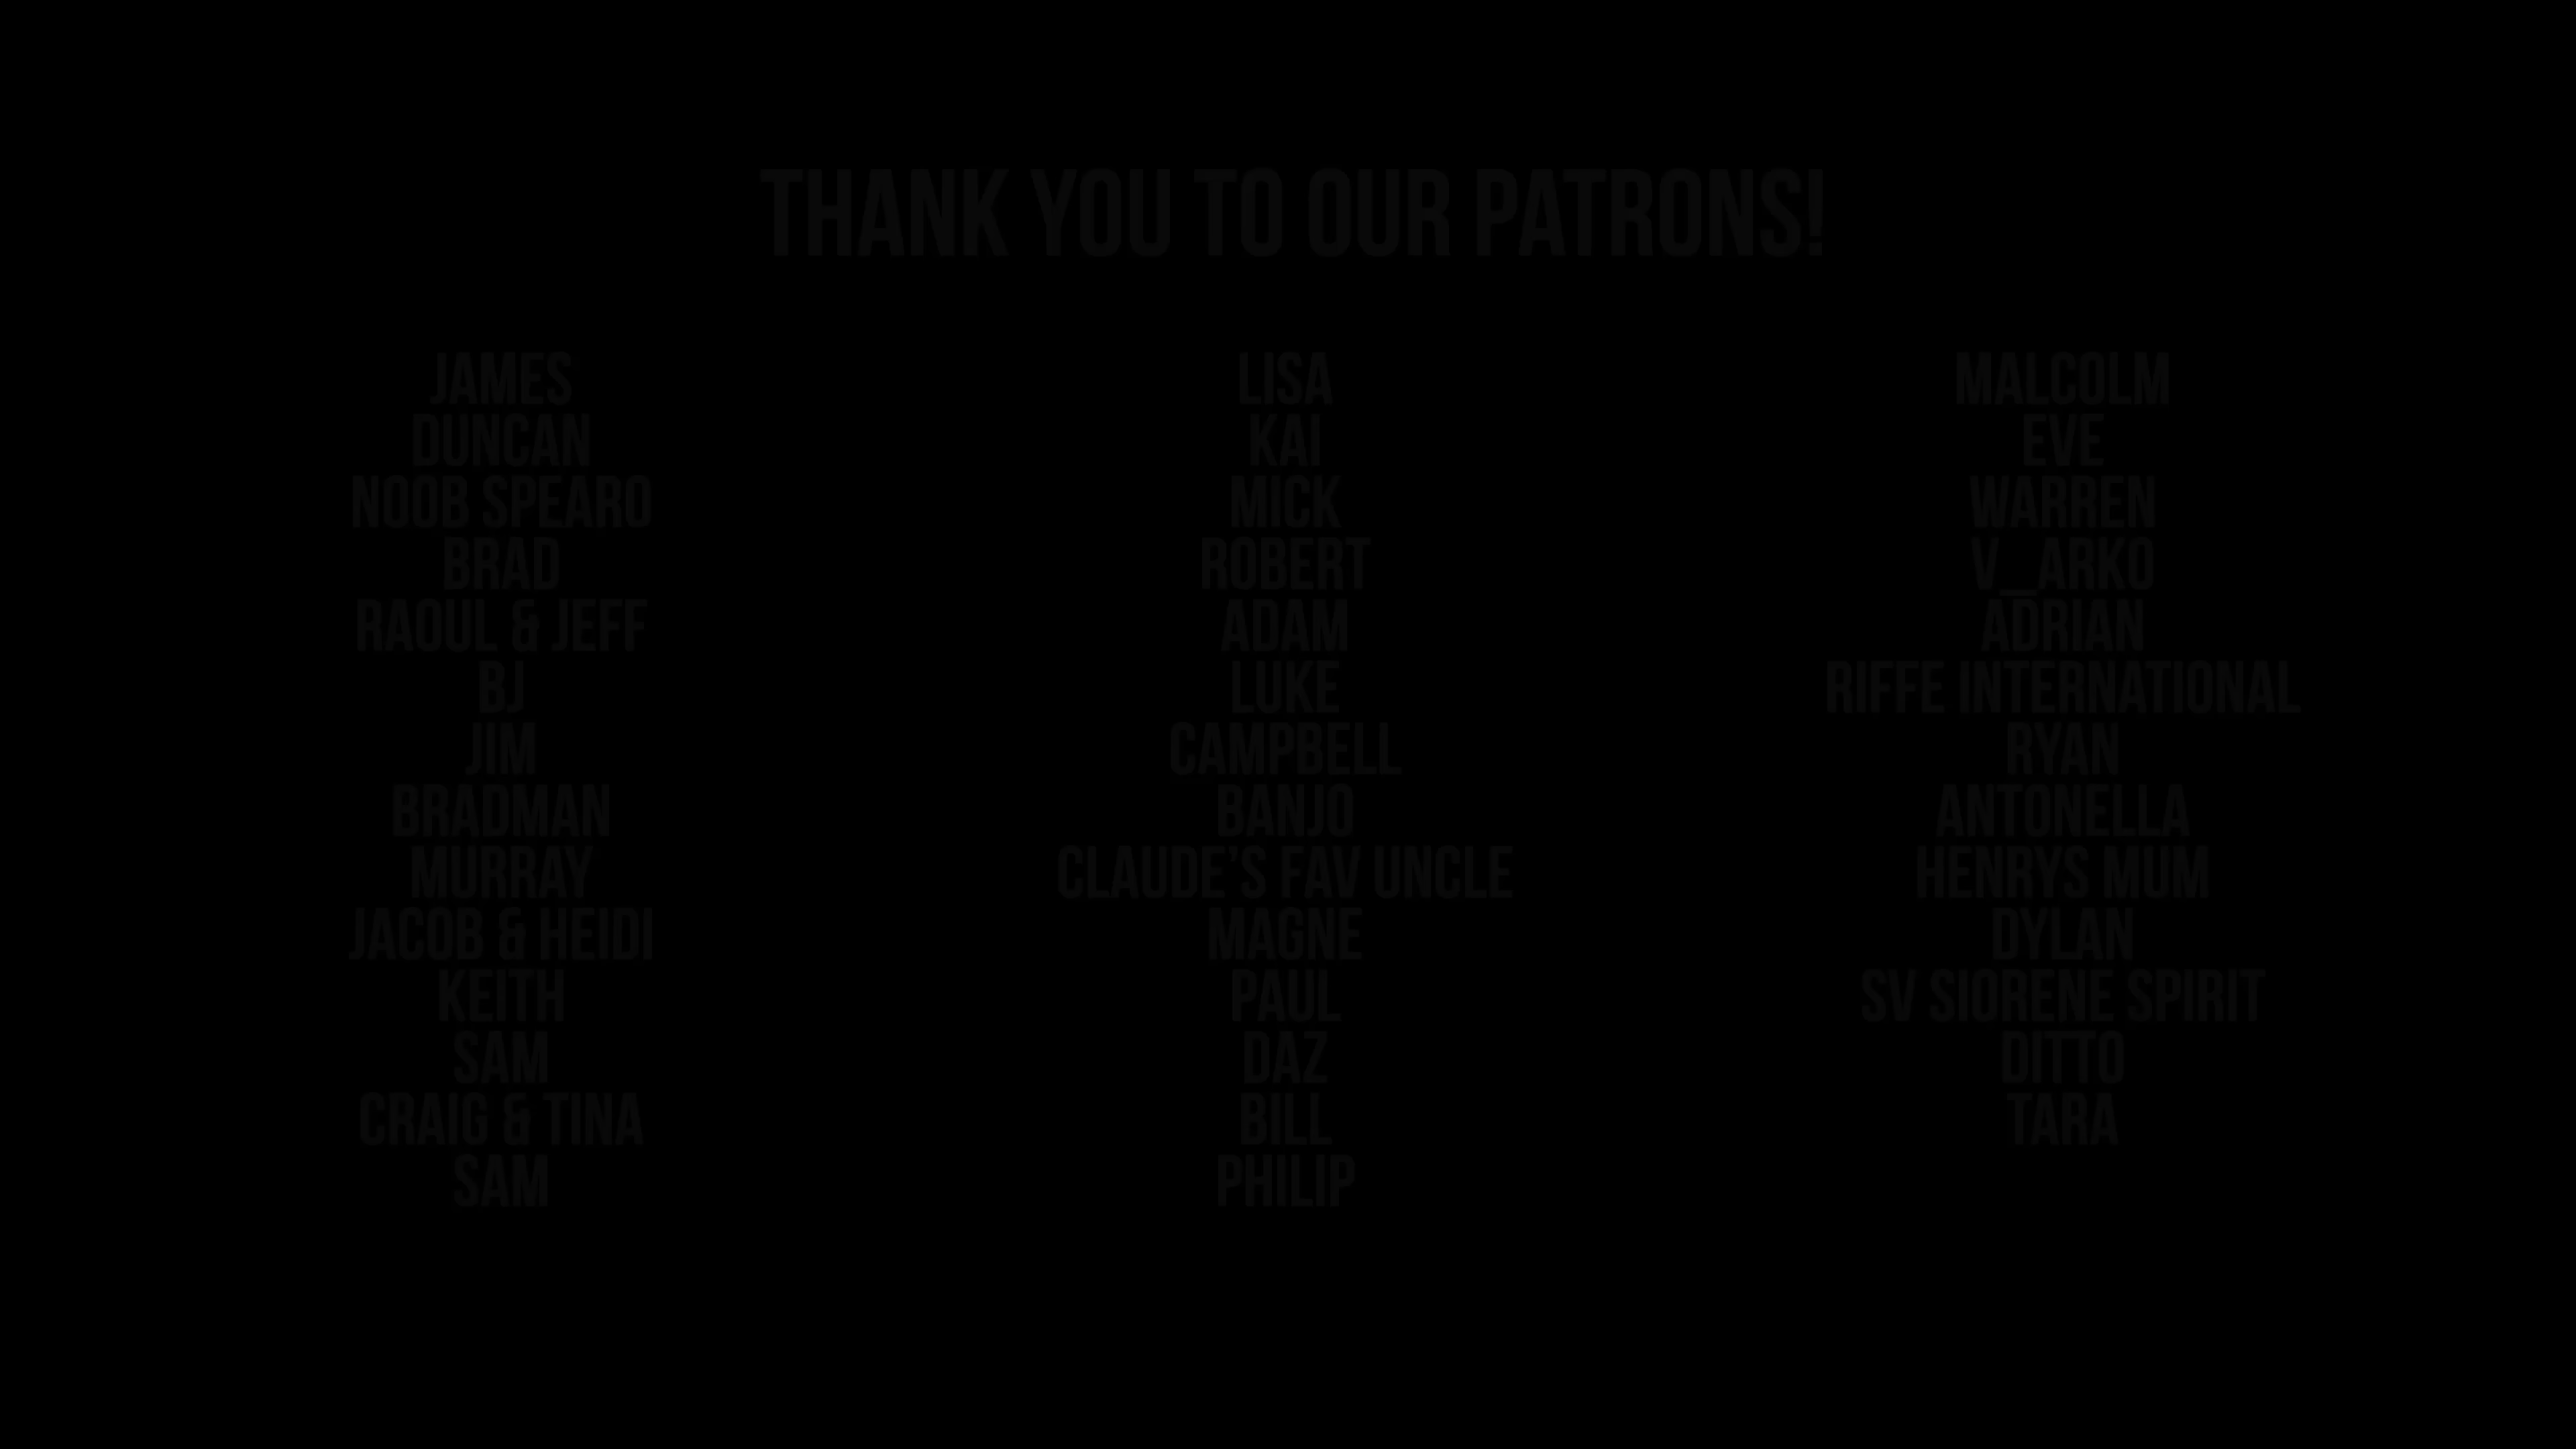 THANK YOU TO OUR PATRONS!
JAMES
DUNCAN
NOOB SPEARO
BRAD
RAOUL & JEFF
BJ
JIM
BRADMAN
MURRAY
JACOB & HEIDI
KEITH
SAM
CRAIG & TINA
SAM
LISA
KAI
MICK
ROBERT
ADAM
LUKE
CAMPBELL
BANJO
CLAUDE'S FAV UNCLE
MAGNE
PAUL
DAZ
BILL
PHILIP
MALCOLM
EVE
WARREN
V_ARKO
ADRIAN
RIFFE INTERNATIONAL
RYAN
ANTONELLA
HENRYS MUM
DYLAN
SV SIORENE SPIRIT
DITTO
TARA